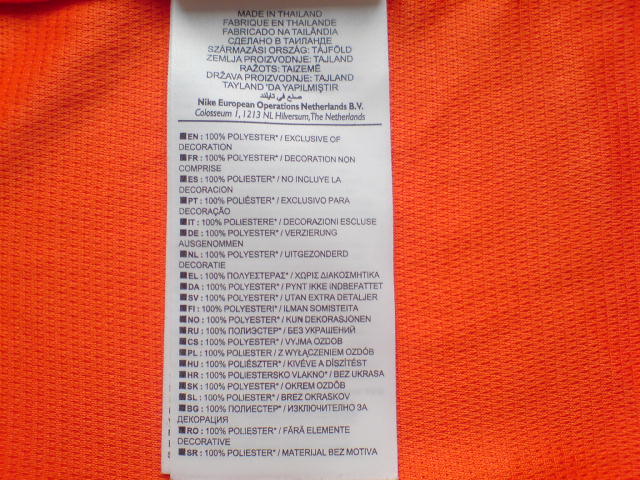 MADE IN THAILAND
FABRIQUE EN THAILANDE
FABRICADO NA TAILÂNDIA
СДЕЛАНО В ТАИЛАНДЕ
SZÁRMAZÁSI ORSZÁG: TÁJFÖLD
ZEMLJA PROIZVODNJE: TAJLAND
RAŽOTS: TAIZEMĒ
DRŽAVA PROIZVODNJE: TAJLAND
TAYLAND 'DA YAPILMIŞTIR
صنع في تايلند
Nike European Operations Netherlands B.V.
Colosseum 1, 1213 NL Hilversum, The Netherlands
EN : 100% POLYESTER* / EXCLUSIVE OF
DECORATION
FR : 100% POLYESTER* / DECORATION NON
COMPRISE
ES : 100% POLIESTER* / NO INCLUYE LA
DECORACION
PT : 100% POLIÉSTER* / EXCLUSIVO PARA
DECORAÇÃO
IT : 100% POLIESTERE* / DECORAZIONI ESCLUSE
DE : 100% POLYESTER* / VERZIERUNG
AUSGENOMMEN
NL : 100% POLYESTER* / UITGEZONDERD
DECORATIE
EL : 100% ΠΟΛΥΕΣΤΕΡΑΣ* / ΧΩΡΙΣ ΔΙΑΚΟΣΜΗΤΙΚΑ
DA : 100% POLYESTER* / PYNT IKKE INDBEFATTET
SV : 100% POLYESTER* / UTAN EXTRA DETALJER
FI : 100% POLYESTERI* / ILMAN SOMISTEITA
NO : 100% POLYESTER* / KUN DEKORASJONEN
RU : 100% ПОЛИЭСТЕР* / БЕЗ УКРАШЕНИЙ
CS : 100% POLYESTER* / VYJMA OZDOB
PL : 100% POLIESTER / Z WYŁĄCZENIEM OZDÓB
HU : 100% POLIÉSZTER* / KIVÉVE A DÍSZÍTÉST
HR : 100% POLIESTERSKO VLAKNO* / BEZ UKRASA
SK : 100% POLYESTER* / OKREM OZDÔB
SL : 100% POLIESTER* / BREZ OKRASKOV
BG : 100% ПОЛИЕСТЕР* / ИЗКЛЮЧИТЕЛНО ЗА
ДЕКОРАЦИЯ
RO : 100% POLIESTER* / FĂRĂ ELEMENTE
DECORATIVE
SR : 100% POLIESTER* / MATERIJAL BEZ MOTIVA